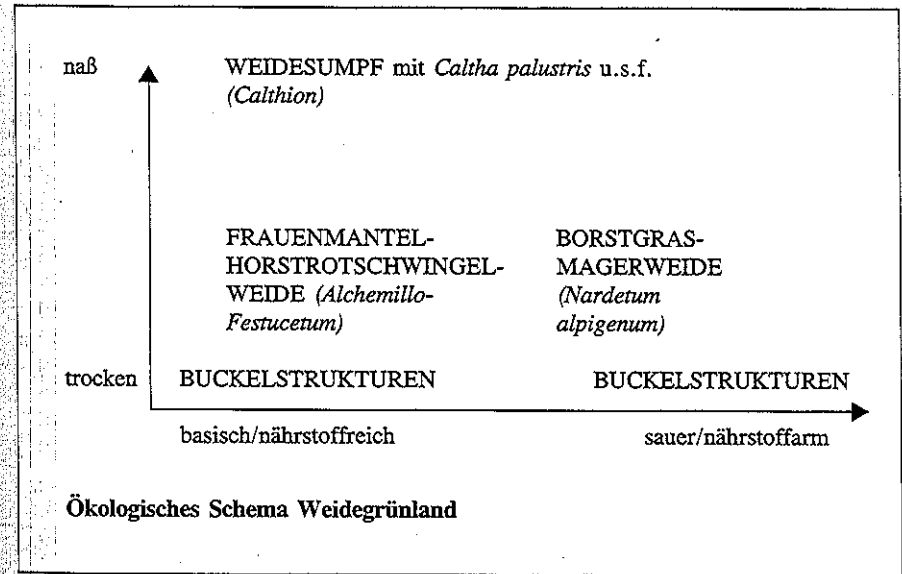 naß WEIDESUMPF mit Caltha palustris u.s.f.
(Calthion)
FRAUENMANTEL-
HORSTROTSCHWINGEL-
WEIDE (Alchemillo-
Festucetum)
BORSTGRAS-
MAGERWEIDE
(Nardetum
alpigenum)
trocken BUCKELSTRUKTUREN BUCKELSTRUKTUREN
basisch/nährstoffreich sauer/nährstoffarm
Ökologisches Schema Weidegrünland